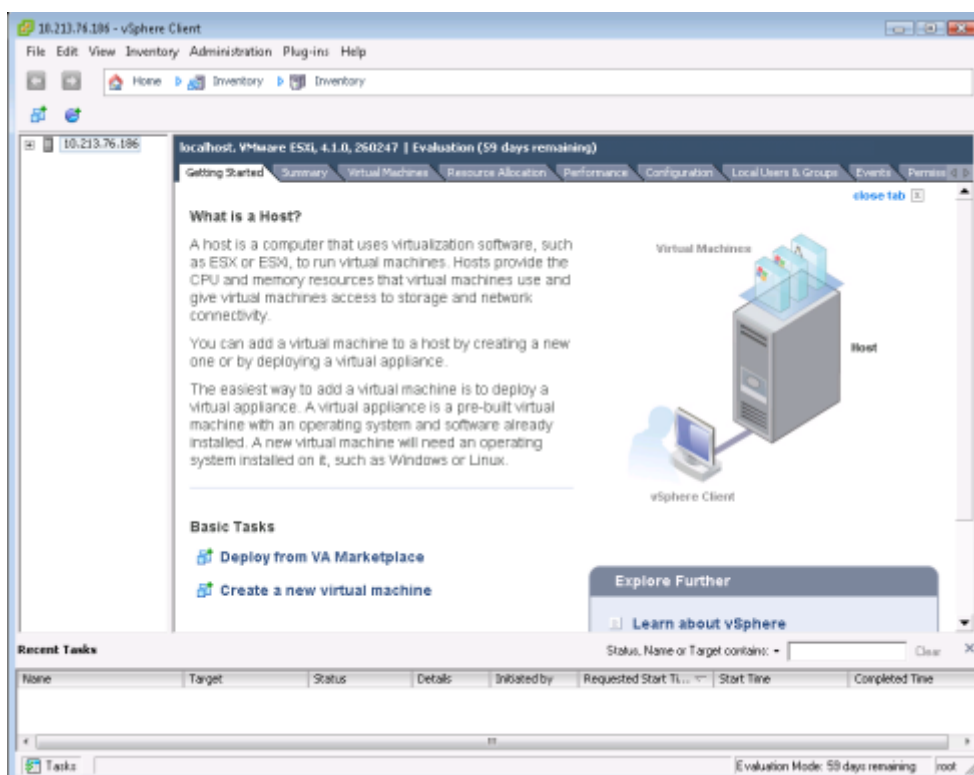 10.213.76.186 - vSphere Client
File Edit View Inventory Administration Plug-ins Help
Home Inventory Inventory
10.213.76.186
localhost. VMware ESXi, 4.1.0, 260247 | Evaluation (59 days remaining)
Getting Started Summary Virtual Machines Resource Allocation Performance Configuration Local Users & Groups Events Permiss
close tab
What is a Host?
A host is a computer that uses virtualization software, such
as ESX or ESXi, to run virtual machines. Hosts provide the
CPU and memory resources that virtual machines use and
give virtual machines access to storage and network
connectivity.
You can add a virtual machine to a host by creating a new
one or by deploying a virtual appliance.
The easiest way to add a virtual machine is to deploy a
virtual appliance. A virtual appliance is a pre-built virtual
machine with an operating system and software already
installed. A new virtual machine will need an operating
system installed on it, such as Windows or Linux.
Virtual Machines
Host
vSphere Client
Basic Tasks
Deploy from VA Marketplace
Create a new virtual machine
Explore Further
Learn about vSphere
Recent Tasks
Status, Name or Target contains: Clear
Name Target Status Details Initiated by Requested Start Ti... Start Time Completed Time
Tasks
Evaluation Mode: 59 days remaining root